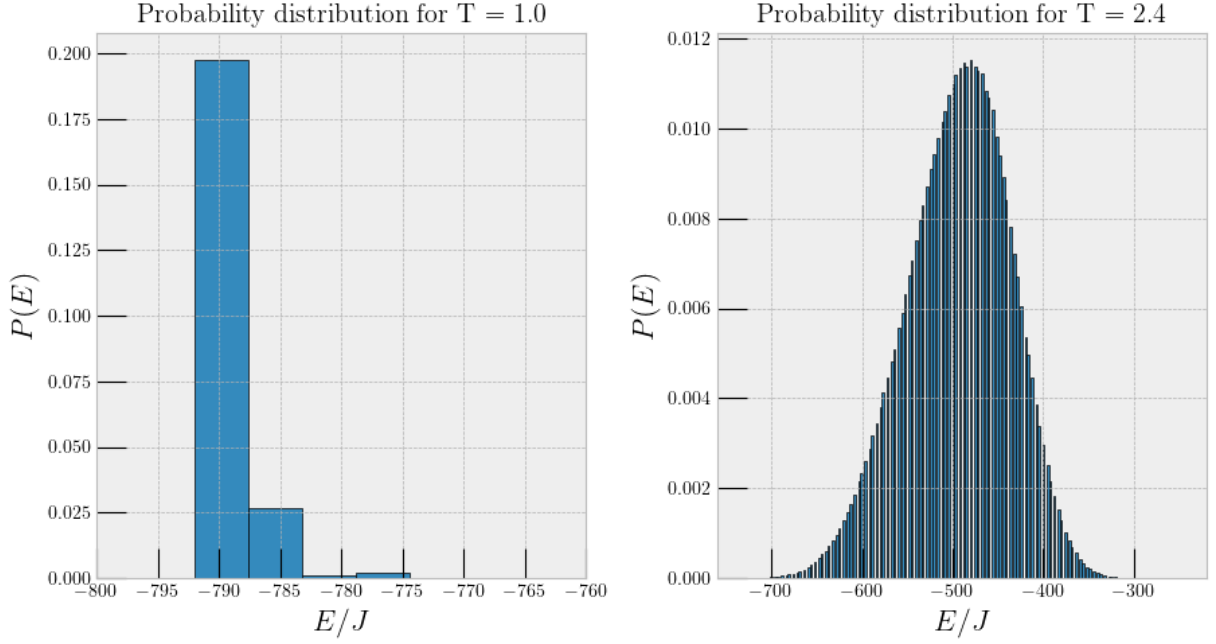 Probability distribution for T = 1.0
P(E)
0.200
0.175
0.150
0.125
0.100
0.075
0.050
0.025
0.000
−800 −795 −790 −785 −780 −775 −770 −765 −760
E/J
Probability distribution for T = 2.4
P(E)
0.012
0.010
0.008
0.006
0.004
0.002
0.000
−700 −600 −500 −400 −300
E/J